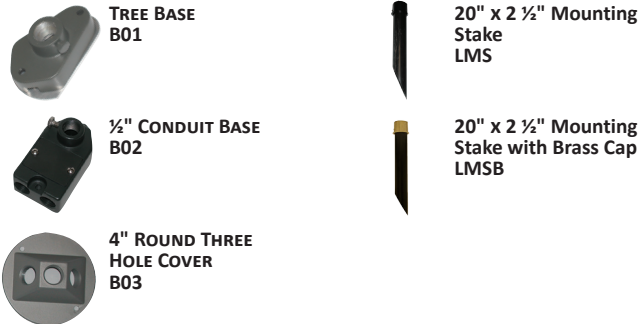 Tree Base
B01
½" Conduit Base
B02
4" Round Three
Hole Cover
B03
20" x 2 ½" Mounting
Stake
LMS
20" x 2 ½" Mounting
Stake with Brass Cap
LMSB